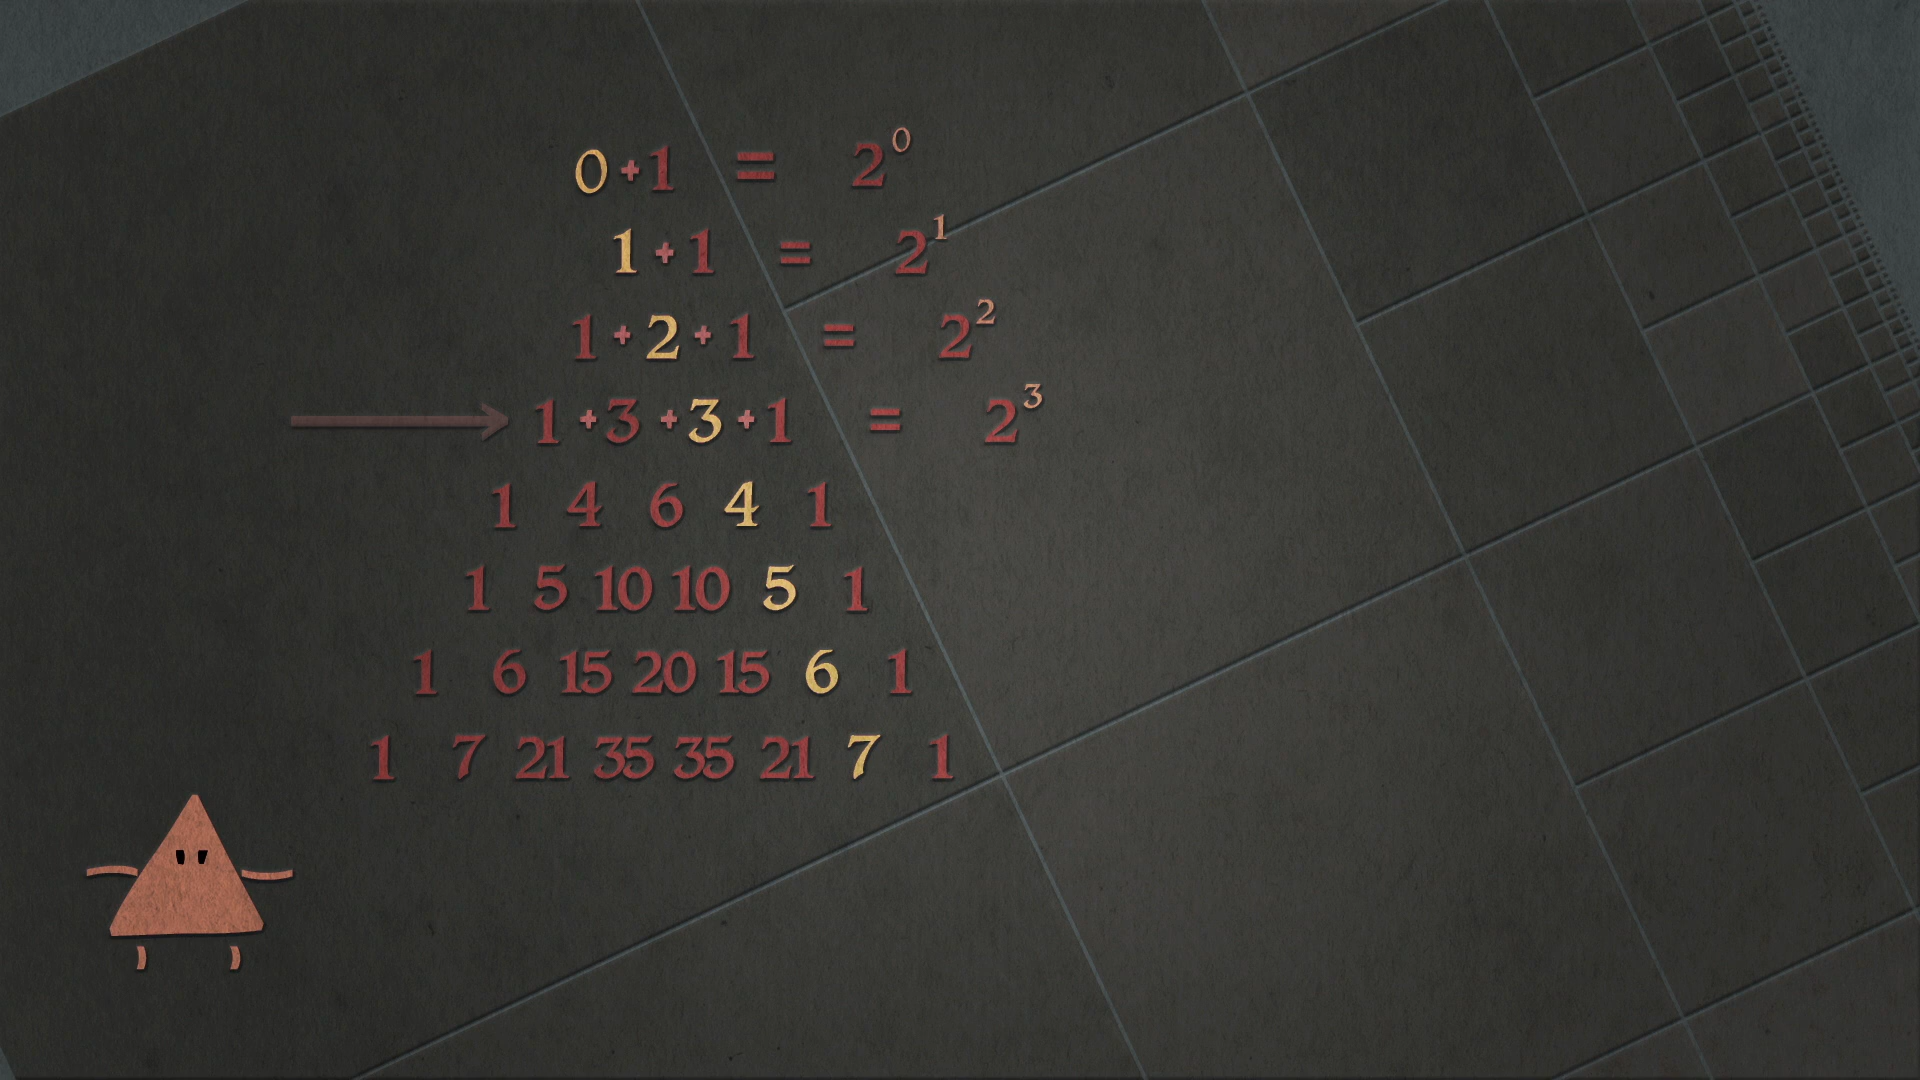 0+1 = 2⁰
1+1 = 2¹
1+2+1 = 2²
1+3+3+1 = 2³
1 4 6 4 1
1 5 10 10 5 1
1 6 15 20 15 6 1
1 7 21 35 35 21 7 1